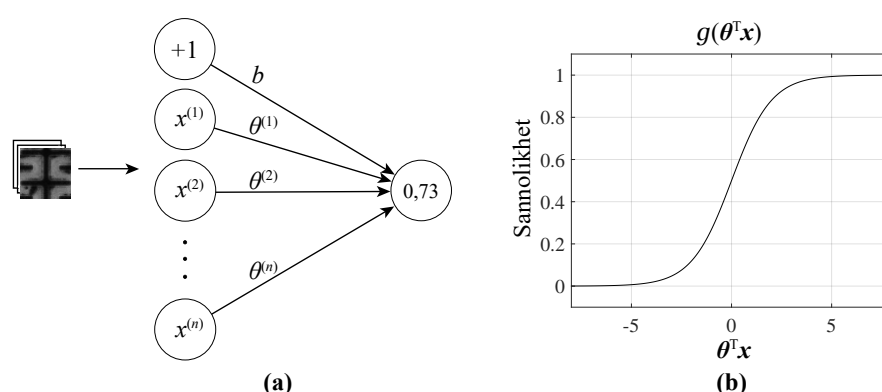 +1
b
x⁽¹⁾
θ⁽¹⁾
x⁽²⁾
θ⁽²⁾
0,73
θ⁽ⁿ⁾
x⁽ⁿ⁾
(a)
g(θᵀx)
Sannolikhet
1
0.8
0.6
0.4
0.2
0
-5 0 5
θᵀx
(b)